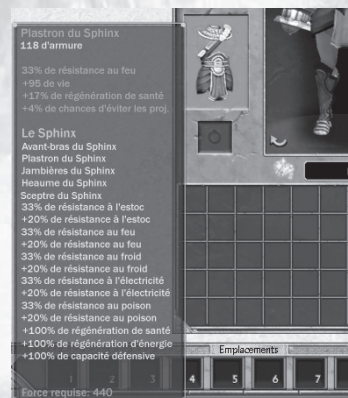 Plastron du Sphinx
118 d'armure
33% de résistance au feu
+95 de vie
+17% de régénération de santé
+4% de chances d'éviter les proj.
Le Sphinx
Avant-bras du Sphinx
Plastron du Sphinx
Jambières du Sphinx
Heaume du Sphinx
Sceptre du Sphinx
33% de résistance à l'estoc
+20% de résistance à l'estoc
33% de résistance au feu
+20% de résistance au feu
33% de résistance au froid
+20% de résistance au froid
33% de résistance à l'électricité
+20% de résistance à l'électricité
33% de résistance au poison
+20% de résistance au poison
+100% de régénération de santé
+100% de régénération d'énergie
+100% de capacité défensive
Emplacements
1 2 3 4 5 6 7
Force requise: 440